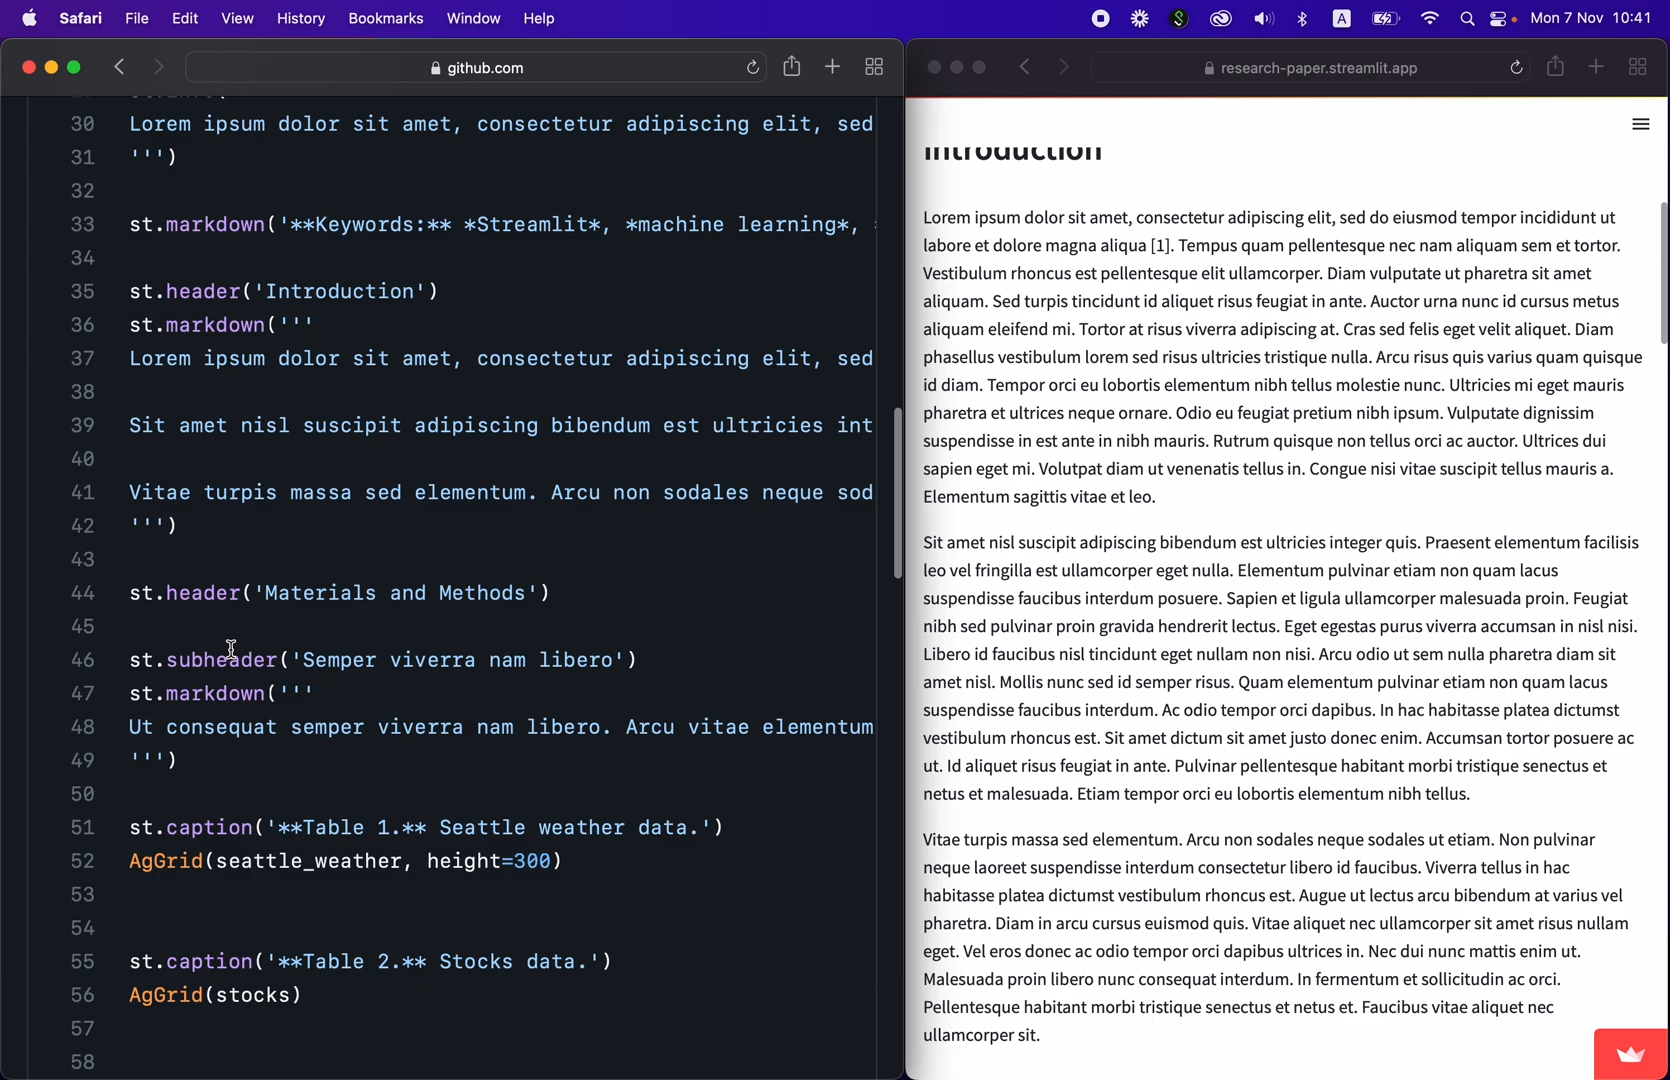 Safari File Edit View History Bookmarks Window Help
A Mon 7 Nov 10:41
github.com
30 Lorem ipsum dolor sit amet, consectetur adipiscing elit, sed
31 ''')
32
33 st.markdown('**Keywords:** *Streamlit*, *machine learning*,
34
35 st.header('Introduction')
36 st.markdown('''
37 Lorem ipsum dolor sit amet, consectetur adipiscing elit, sed
38
39 Sit amet nisl suscipit adipiscing bibendum est ultricies int
40
41 Vitae turpis massa sed elementum. Arcu non sodales neque sod
42 ''')
43
44 st.header('Materials and Methods')
45
46 st.subheader('Semper viverra nam libero')
47 st.markdown('''
48 Ut consequat semper viverra nam libero. Arcu vitae elementum
49 ''')
50
51 st.caption('**Table 1.** Seattle weather data.')
52 AgGrid(seattle_weather, height=300)
53
54
55 st.caption('**Table 2.** Stocks data.')
56 AgGrid(stocks)
57
58
research-paper.streamlit.app
Introduction
Lorem ipsum dolor sit amet, consectetur adipiscing elit, sed do eiusmod tempor incididunt ut
labore et dolore magna aliqua [1]. Tempus quam pellentesque nec nam aliquam sem et tortor.
Vestibulum rhoncus est pellentesque elit ullamcorper. Diam vulputate ut pharetra sit amet
aliquam. Sed turpis tincidunt id aliquet risus feugiat in ante. Auctor urna nunc id cursus metus
aliquam eleifend mi. Tortor at risus viverra adipiscing at. Cras sed felis eget velit aliquet. Diam
phasellus vestibulum lorem sed risus ultricies tristique nulla. Arcu risus quis varius quam quisque
id diam. Tempor orci eu lobortis elementum nibh tellus molestie nunc. Ultricies mi eget mauris
pharetra et ultrices neque ornare. Odio eu feugiat pretium nibh ipsum. Vulputate dignissim
suspendisse in est ante in nibh mauris. Rutrum quisque non tellus orci ac auctor. Ultrices dui
sapien eget mi. Volutpat diam ut venenatis tellus in. Congue nisi vitae suscipit tellus mauris a.
Elementum sagittis vitae et leo.
Sit amet nisl suscipit adipiscing bibendum est ultricies integer quis. Praesent elementum facilisis
leo vel fringilla est ullamcorper eget nulla. Elementum pulvinar etiam non quam lacus
suspendisse faucibus interdum posuere. Sapien et ligula ullamcorper malesuada proin. Feugiat
nibh sed pulvinar proin gravida hendrerit lectus. Eget egestas purus viverra accumsan in nisl nisi.
Libero id faucibus nisl tincidunt eget nullam non nisi. Arcu odio ut sem nulla pharetra diam sit
amet nisl. Mollis nunc sed id semper risus. Quam elementum pulvinar etiam non quam lacus
suspendisse faucibus interdum. Ac odio tempor orci dapibus. In hac habitasse platea dictumst
vestibulum rhoncus est. Sit amet dictum sit amet justo donec enim. Accumsan tortor posuere ac
ut. Id aliquet risus feugiat in ante. Pulvinar pellentesque habitant morbi tristique senectus et
netus et malesuada. Etiam tempor orci eu lobortis elementum nibh tellus.
Vitae turpis massa sed elementum. Arcu non sodales neque sodales ut etiam. Non pulvinar
neque laoreet suspendisse interdum consectetur libero id faucibus. Viverra tellus in hac
habitasse platea dictumst vestibulum rhoncus est. Augue ut lectus arcu bibendum at varius vel
pharetra. Diam in arcu cursus euismod quis. Vitae aliquet nec ullamcorper sit amet risus nullam
eget. Vel eros donec ac odio tempor orci dapibus ultrices in. Nec dui nunc mattis enim ut.
Malesuada proin libero nunc consequat interdum. In fermentum et sollicitudin ac orci.
Pellentesque habitant morbi tristique senectus et netus et. Faucibus vitae aliquet nec
ullamcorper sit.